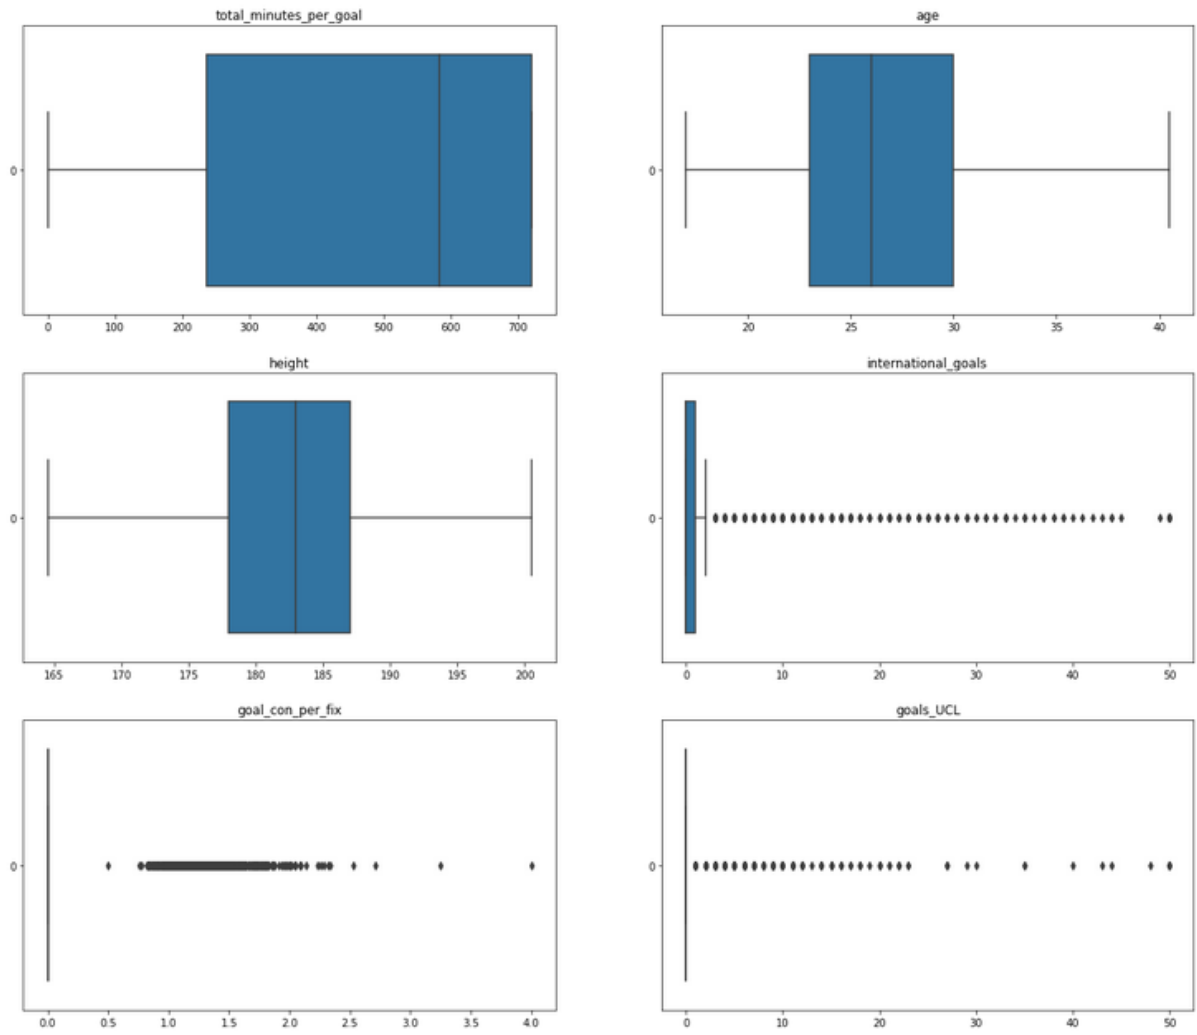 total_minutes_per_goal
0
0 100 200 300 400 500 600 700
age
0
20 25 30 35 40
height
0
165 170 175 180 185 190 195 200
international_goals
0
0 10 20 30 40 50
goal_con_per_fix
0
0.0 0.5 1.0 1.5 2.0 2.5 3.0 3.5 4.0
goals_UCL
0
0 10 20 30 40 50